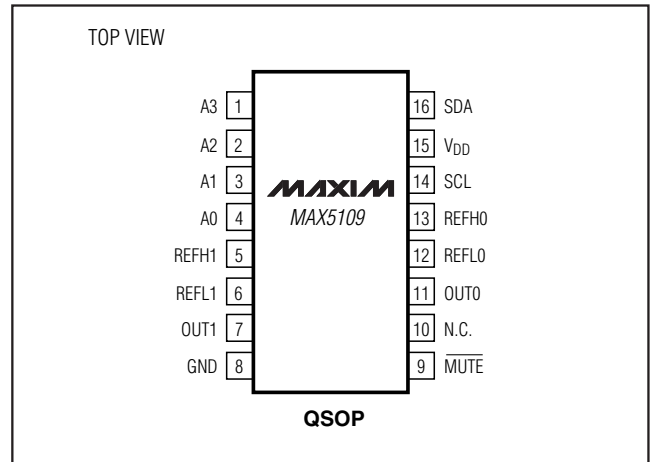 TOP VIEW
A3 1
A2 2
A1 3
A0 4
REFH1 5
REFL1 6
OUT1 7
GND 8
MAXIM
MAX5109
16 SDA
15 VDD
14 SCL
13 REFH0
12 REFL0
11 OUT0
10 N.C.
9 M̅U̅T̅E̅
QSOP